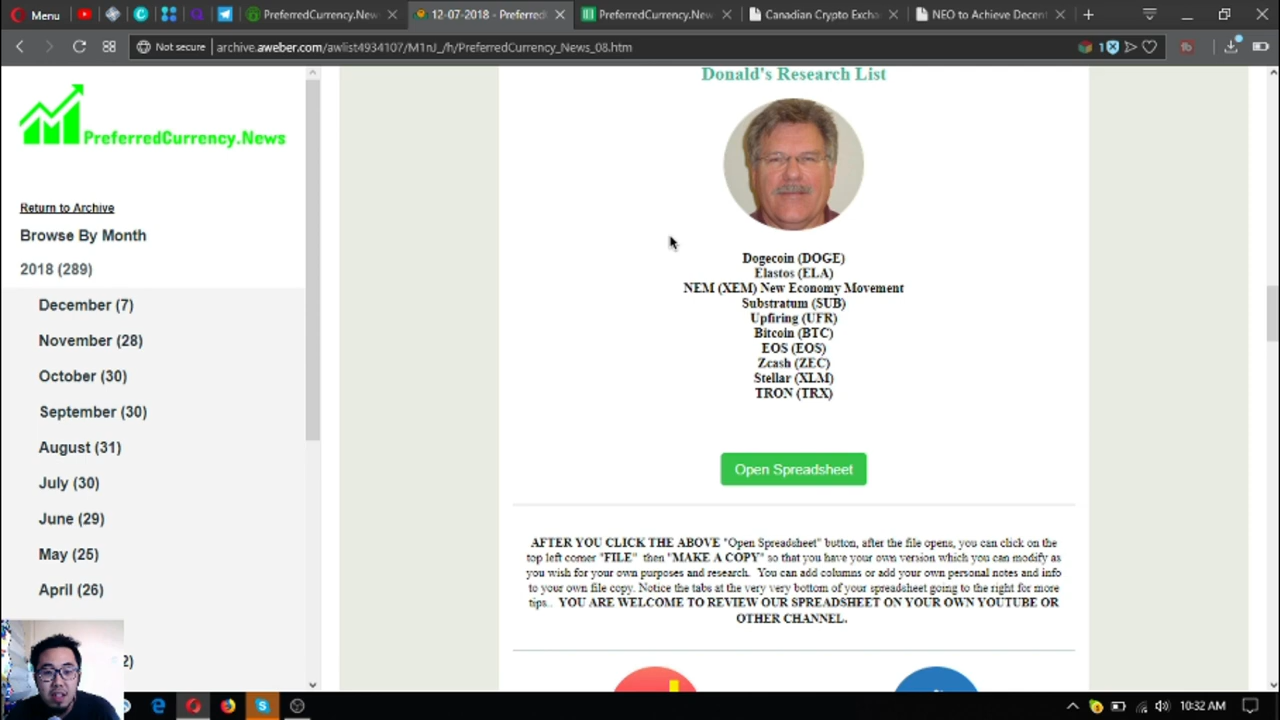 Menu
PreferredCurrency.News
12-07-2018 - Preferred
PreferredCurrency.New
Canadian Crypto Excha
NEO to Achieve Decent
Not secure
archive.aweber.com/awlist4934107/M1nJ_/h/PreferredCurrency_News_08.htm
1
PreferredCurrency.News
Return to Archive
Browse By Month
2018 (289)
December (7)
November (28)
October (30)
September (30)
August (31)
July (30)
June (29)
May (25)
April (26)
2)
Donald's Research List
Dogecoin (DOGE)
Elastos (ELA)
NEM (XEM) New Economy Movement
Substratum (SUB)
Upfiring (UFR)
Bitcoin (BTC)
EOS (EOS)
Zcash (ZEC)
Stellar (XLM)
TRON (TRX)
Open Spreadsheet
AFTER YOU CLICK THE ABOVE "Open Spreadsheet" button, after the file opens, you can click on the
top left corner "FILE" then "MAKE A COPY" so that you have your own version which you can modify as
you wish for your own purposes and research. You can add columns or add your own personal notes and info
to your own file copy. Notice the tabs at the very very bottom of your spreadsheet going to the right for more
tips.. YOU ARE WELCOME TO REVIEW OUR SPREADSHEET ON YOUR OWN YOUTUBE OR
OTHER CHANNEL.
10:32 AM